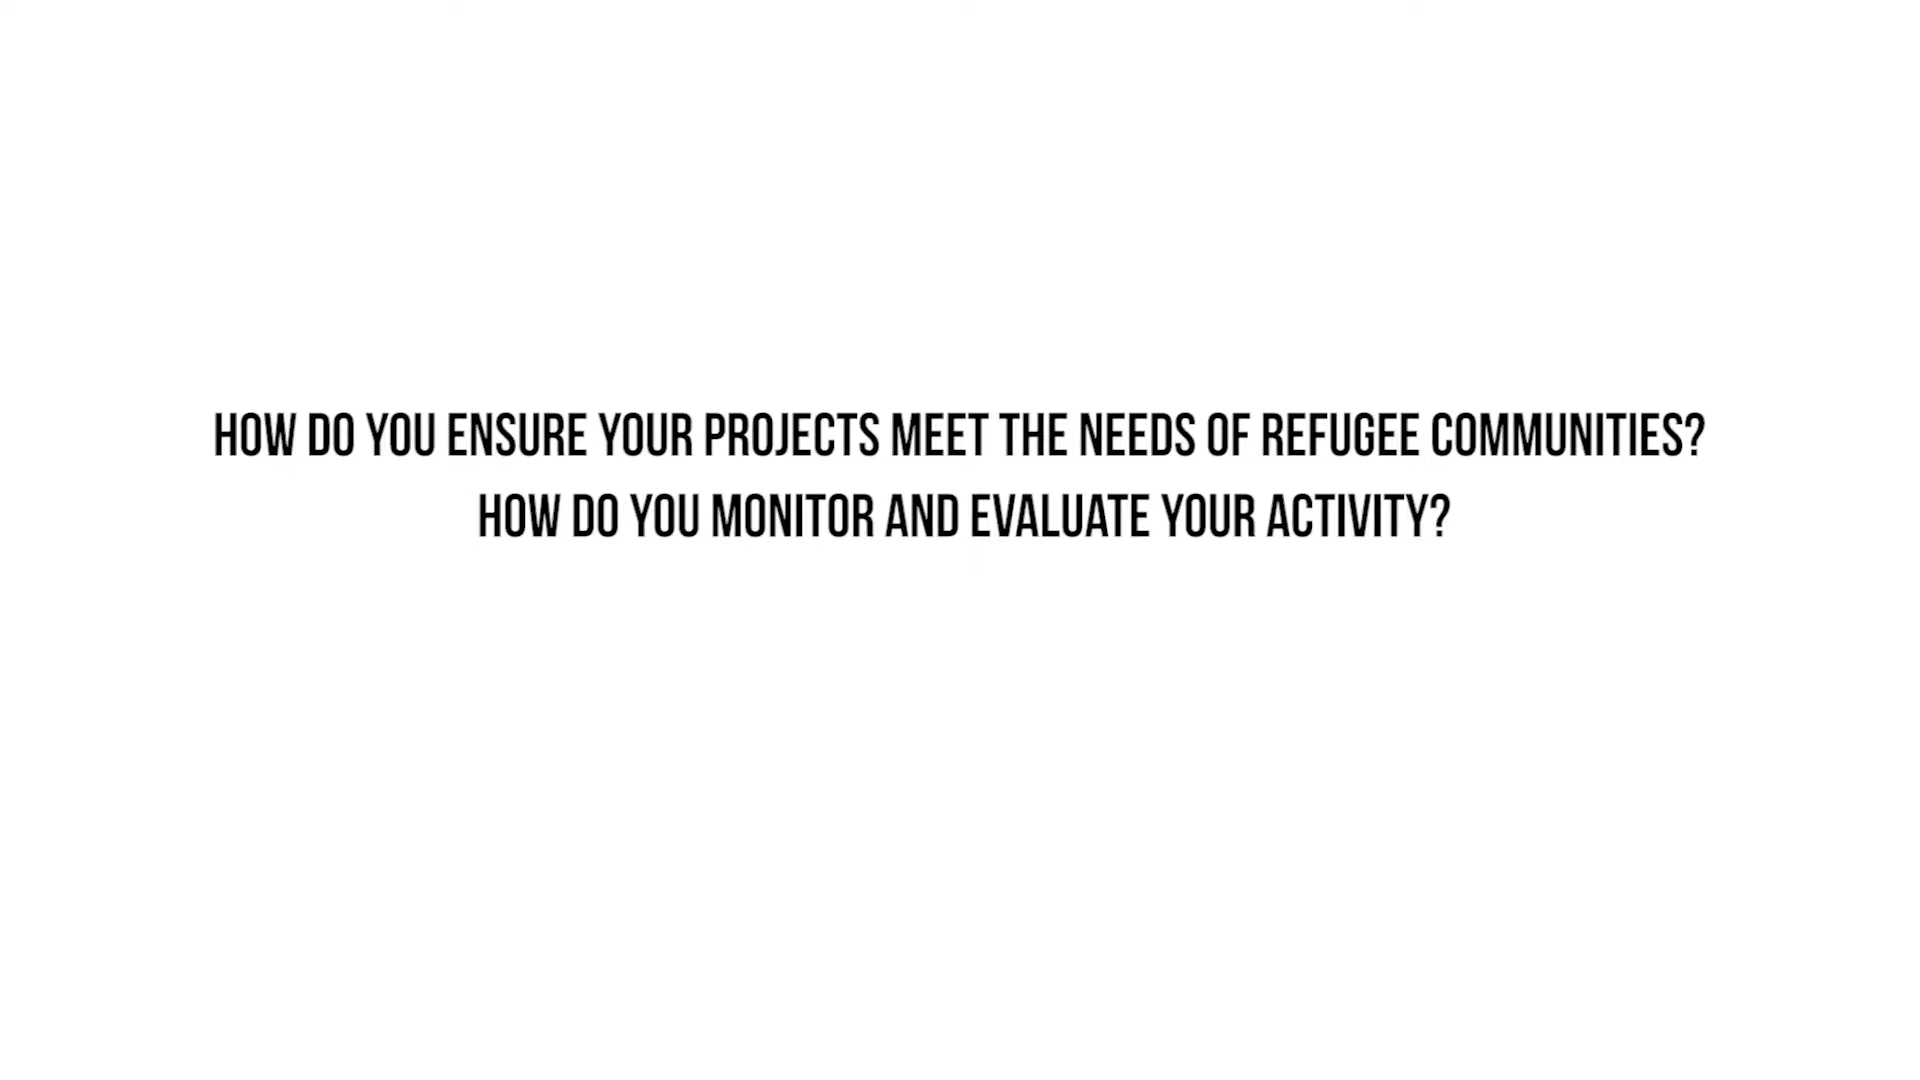 HOW DO YOU ENSURE YOUR PROJECTS MEET THE NEEDS OF REFUGEE COMMUNITIES?
HOW DO YOU MONITOR AND EVALUATE YOUR ACTIVITY?